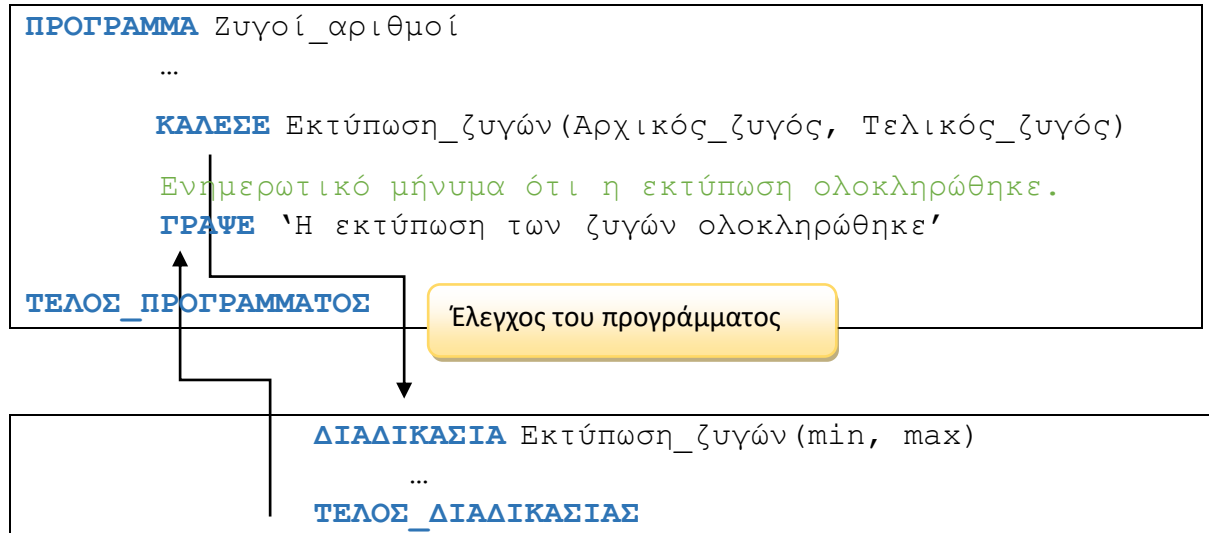 ΠΡΟΓΡΑΜΜΑ Ζυγοί_αριθμοί
…
ΚΑΛΕΣΕ Εκτύπωση_ζυγών(Αρχικός_ζυγός, Τελικός_ζυγός)
Ενημερωτικό μήνυμα ότι η εκτύπωση ολοκληρώθηκε.
ΓΡΑΨΕ ‘Η εκτύπωση των ζυγών ολοκληρώθηκε’
ΤΕΛΟΣ_ΠΡΟΓΡΑΜΜΑΤΟΣ
Έλεγχος του προγράμματος
ΔΙΑΔΙΚΑΣΙΑ Εκτύπωση_ζυγών(min, max)
…
ΤΕΛΟΣ_ΔΙΑΔΙΚΑΣΙΑΣ